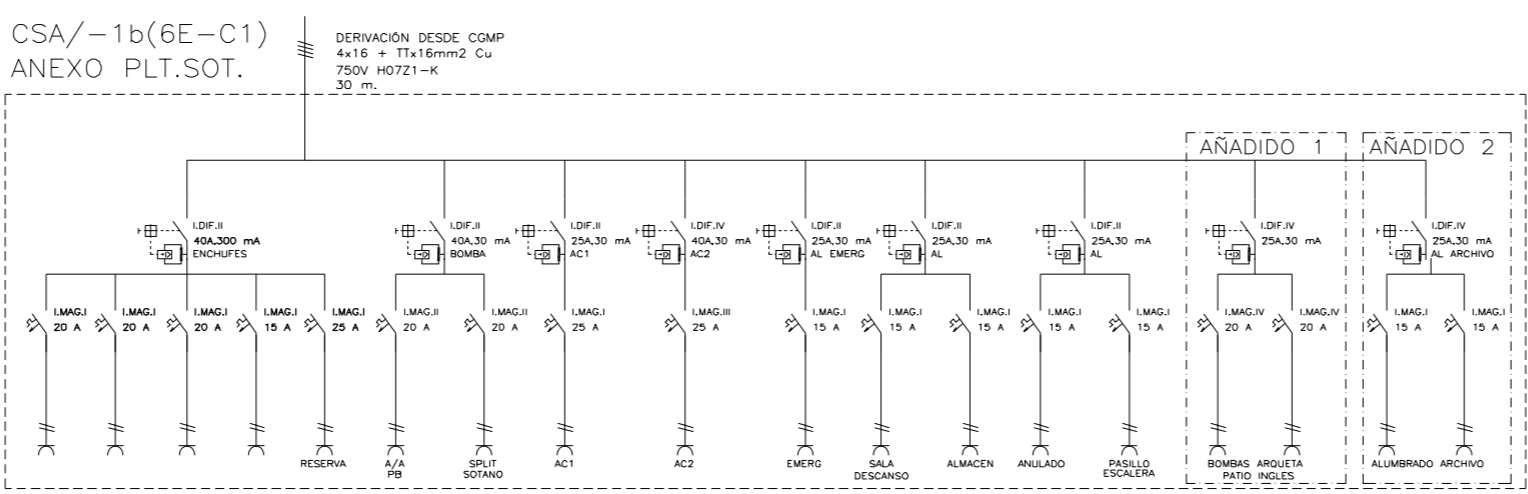 CSA/-1b(6E-C1)
ANEXO PLT.SOT.
DERIVACIÓN DESDE CGMP
4x16 + TTx16mm2 Cu
750V H07Z1-K
30 m.
AÑADIDO 1
AÑADIDO 2
I.DIF.II
40A,300 mA
ENCHUFES
I.DIF.II
40A,30 mA
BOMBA
I.DIF.II
25A,30 mA
AC1
I.DIF.IV
40A,30 mA
AC2
I.DIF.II
25A,30 mA
AL EMERG
I.DIF.II
25A,30 mA
AL
I.DIF.II
25A,30 mA
AL
I.DIF.IV
25A,30 mA
I.DIF.IV
25A,30 mA
AL ARCHIVO
I.MAG.I
20 A
I.MAG.I
20 A
I.MAG.I
20 A
I.MAG.I
15 A
I.MAG.I
25 A
I.MAG.II
20 A
I.MAG.II
20 A
I.MAG.I
25 A
I.MAG.III
25 A
I.MAG.I
15 A
I.MAG.I
15 A
I.MAG.I
15 A
I.MAG.I
15 A
I.MAG.I
15 A
I.MAG.IV
20 A
I.MAG.IV
20 A
I.MAG.I
15 A
I.MAG.I
15 A
RESERVA
A/A
PB
SPLIT
SOTANO
AC1
AC2
EMERG
SALA
DESCANSO
ALMACEN
ANULADO
PASILLO
ESCALERA
BOMBAS ARQUETA
PATIO INGLES
ALUMBRADO ARCHIVO